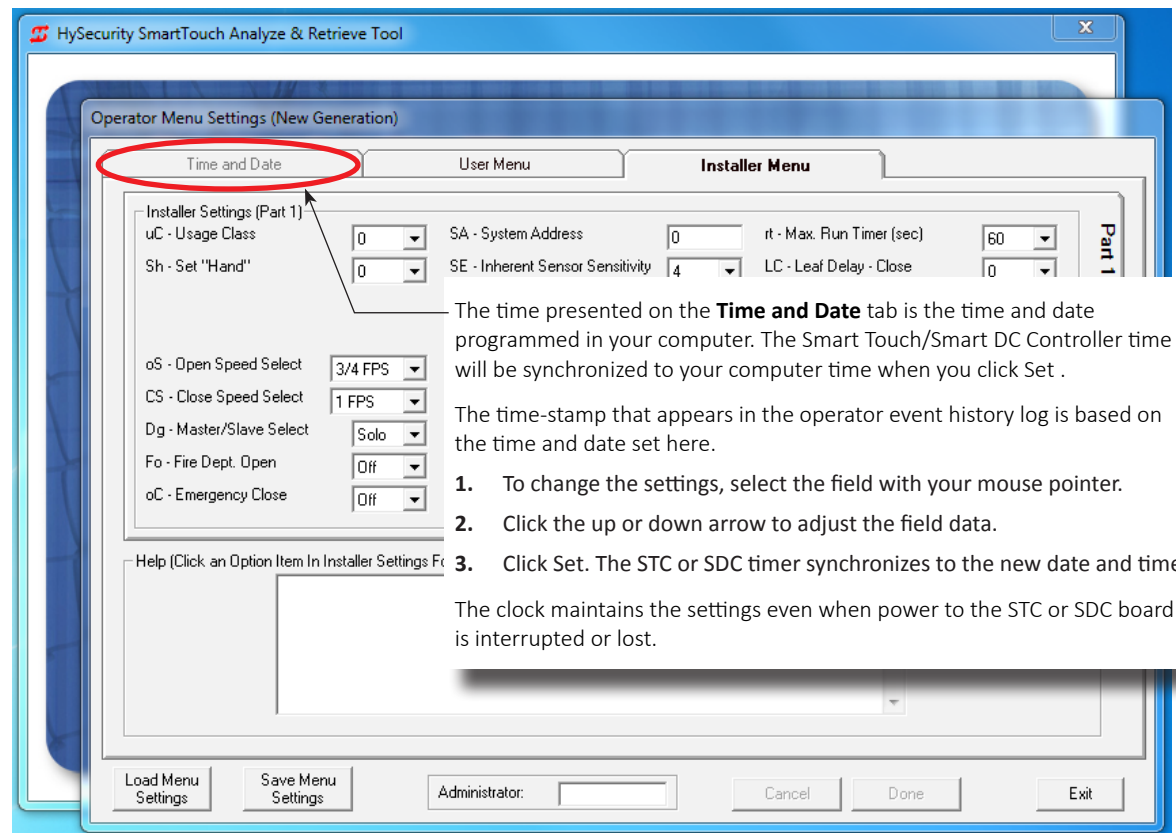 HySecurity SmartTouch Analyze & Retrieve Tool
x
Operator Menu Settings (New Generation)
Time and Date
User Menu
Installer Menu
Installer Settings (Part 1)
uC - Usage Class
0
SA - System Address
0
rt - Max. Run Timer (sec)
60
Sh - Set "Hand"
0
SE - Inherent Sensor Sensitivity
4
LC - Leaf Delay - Close
0
Part 1
oS - Open Speed Select
3/4 FPS
CS - Close Speed Select
1 FPS
Dg - Master/Slave Select
Solo
Fo - Fire Dept. Open
Off
oC - Emergency Close
Off
The time presented on the Time and Date tab is the time and date
programmed in your computer. The Smart Touch/Smart DC Controller time
will be synchronized to your computer time when you click Set .
The time-stamp that appears in the operator event history log is based on
the time and date set here.
1. To change the settings, select the field with your mouse pointer.
2. Click the up or down arrow to adjust the field data.
3. Click Set. The STC or SDC timer synchronizes to the new date and time
The clock maintains the settings even when power to the STC or SDC board
is interrupted or lost.
Help (Click an Option Item In Installer Settings Fo
Load Menu
Settings
Save Menu
Settings
Administrator:
Cancel
Done
Exit